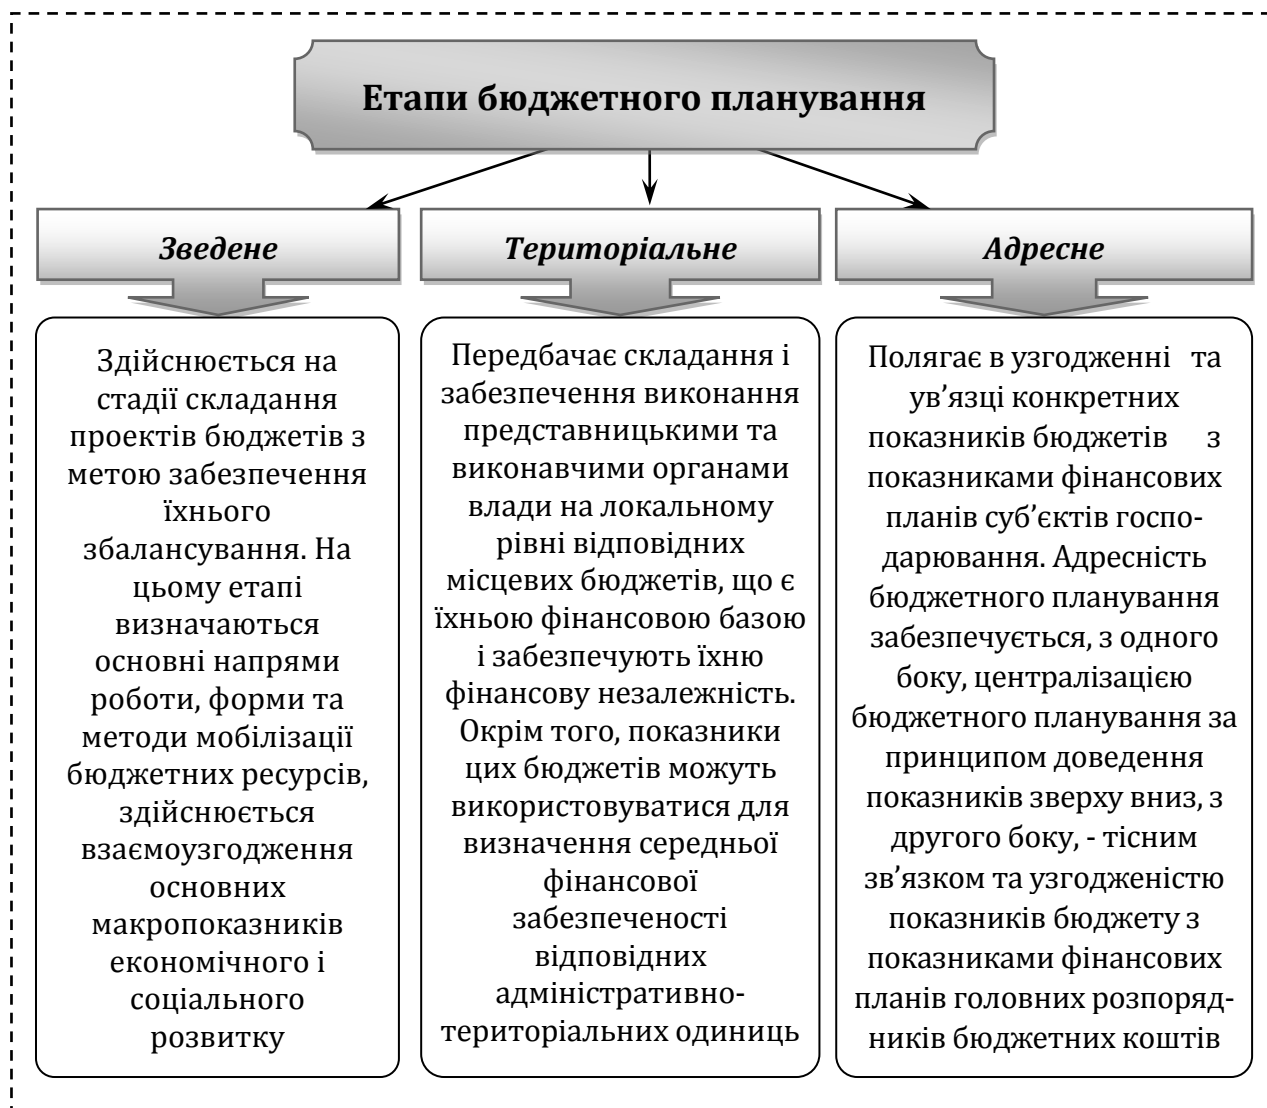 Етапи бюджетного планування
Зведене
Здійснюється на
стадії складання
проектів бюджетів з
метою забезпечення
їхнього
збалансування. На
цьому етапі
визначаються
основні напрями
роботи, форми та
методи мобілізації
бюджетних ресурсів,
здійснюється
взаємоузгодження
основних
макропоказників
економічного і
соціального
розвитку
Територіальне
Передбачає складання і
забезпечення виконання
представницькими та
виконавчими органами
влади на локальному
рівні відповідних
місцевих бюджетів, що є
їхньою фінансовою базою
і забезпечують їхню
фінансову незалежність.
Окрім того, показники
цих бюджетів можуть
використовуватися для
визначення середньої
фінансової
забезпеченості
відповідних
адміністративно-
територіальних одиниць
Адресне
Полягає в узгодженні та
ув’язці конкретних
показників бюджетів з
показниками фінансових
планів суб’єктів госпо-
дарювання. Адресність
бюджетного планування
забезпечується, з одного
боку, централізацією
бюджетного планування за
принципом доведення
показників зверху вниз, з
другого боку, - тісним
зв’язком та узгодженістю
показників бюджету з
показниками фінансових
планів головних розпоряд-
ників бюджетних коштів